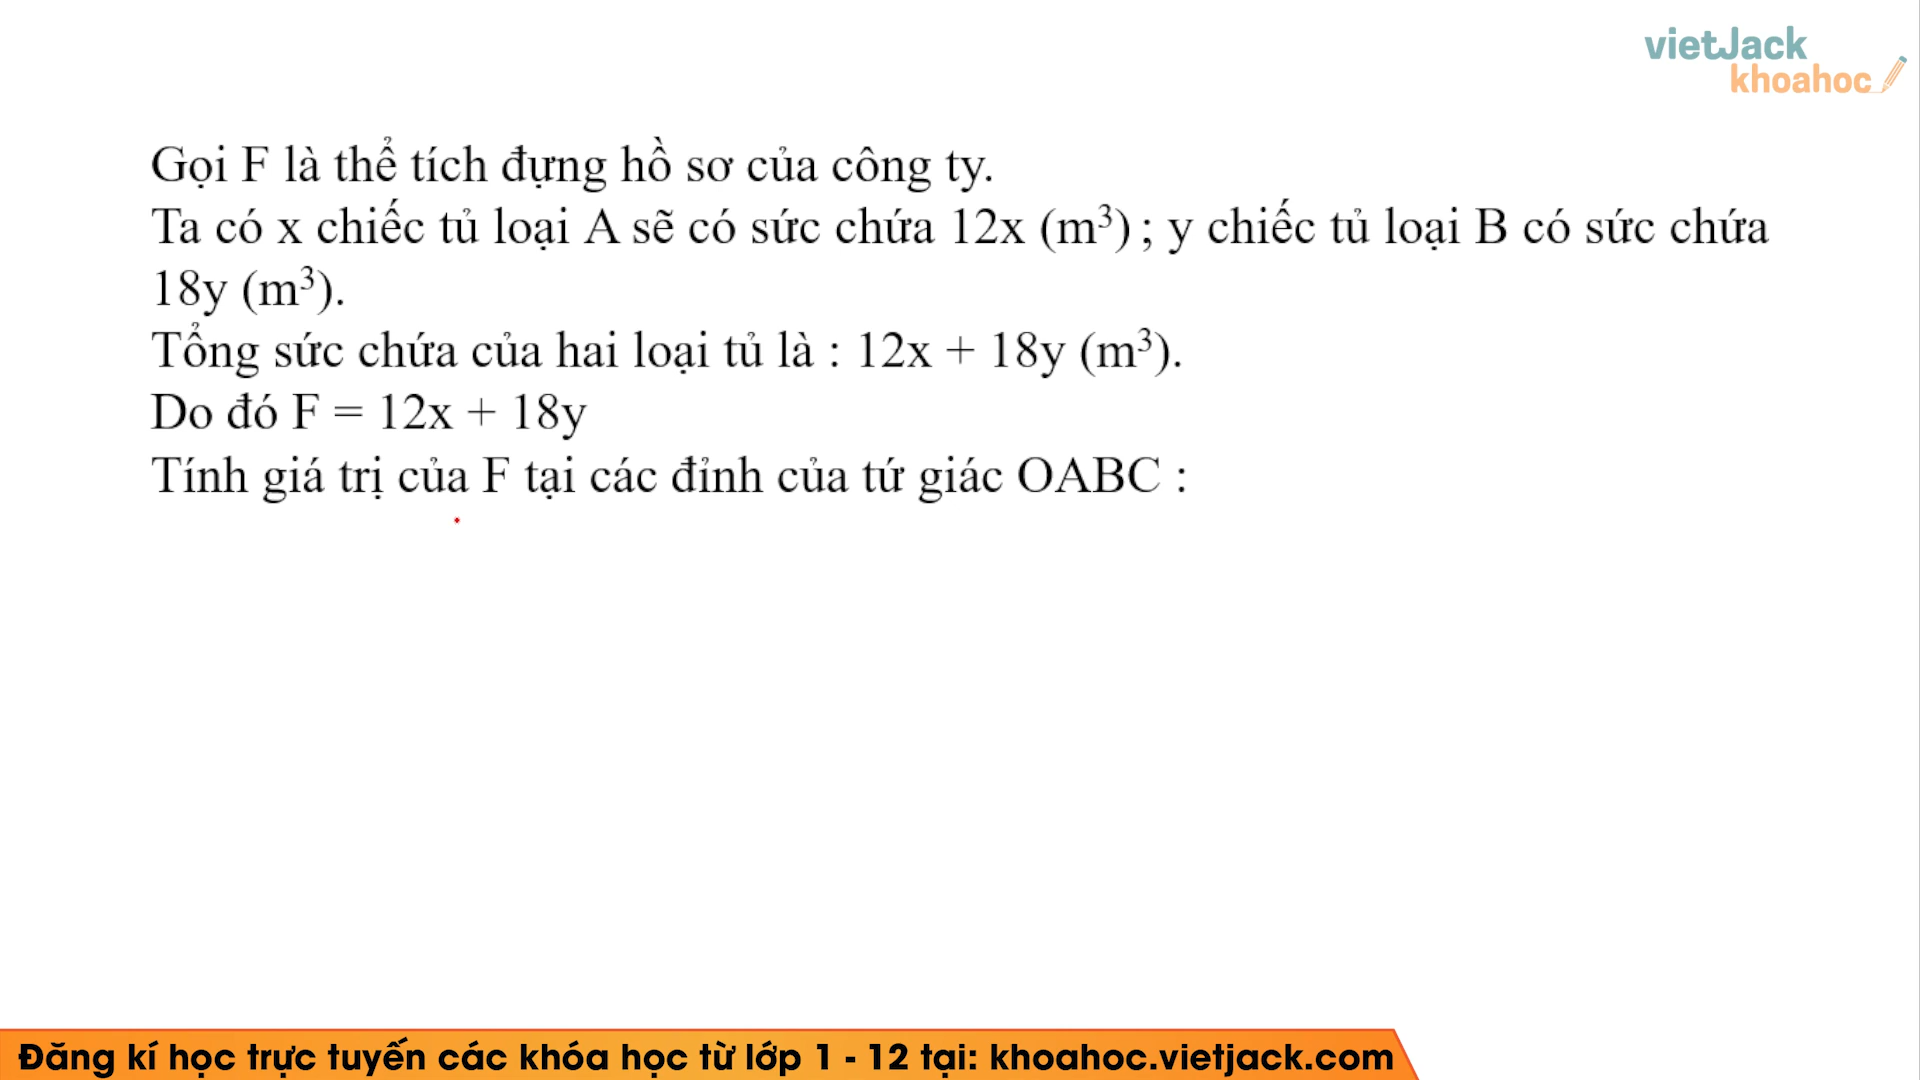 vietJack
khoahoc
Gọi F là thể tích đựng hồ sơ của công ty.
Ta có x chiếc tủ loại A sẽ có sức chứa 12x (m³) ; y chiếc tủ loại B có sức chứa
18y (m³).
Tổng sức chứa của hai loại tủ là : 12x + 18y (m³).
Do đó F = 12x + 18y
Tính giá trị của F tại các đỉnh của tứ giác OABC :
Đăng kí học trực tuyến các khóa học từ lớp 1 - 12 tại: khoahoc.vietjack.com